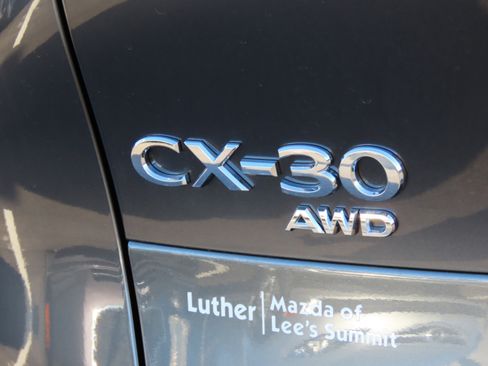 CX-30
AWD
Luther | Mazda of
Lee's Summit